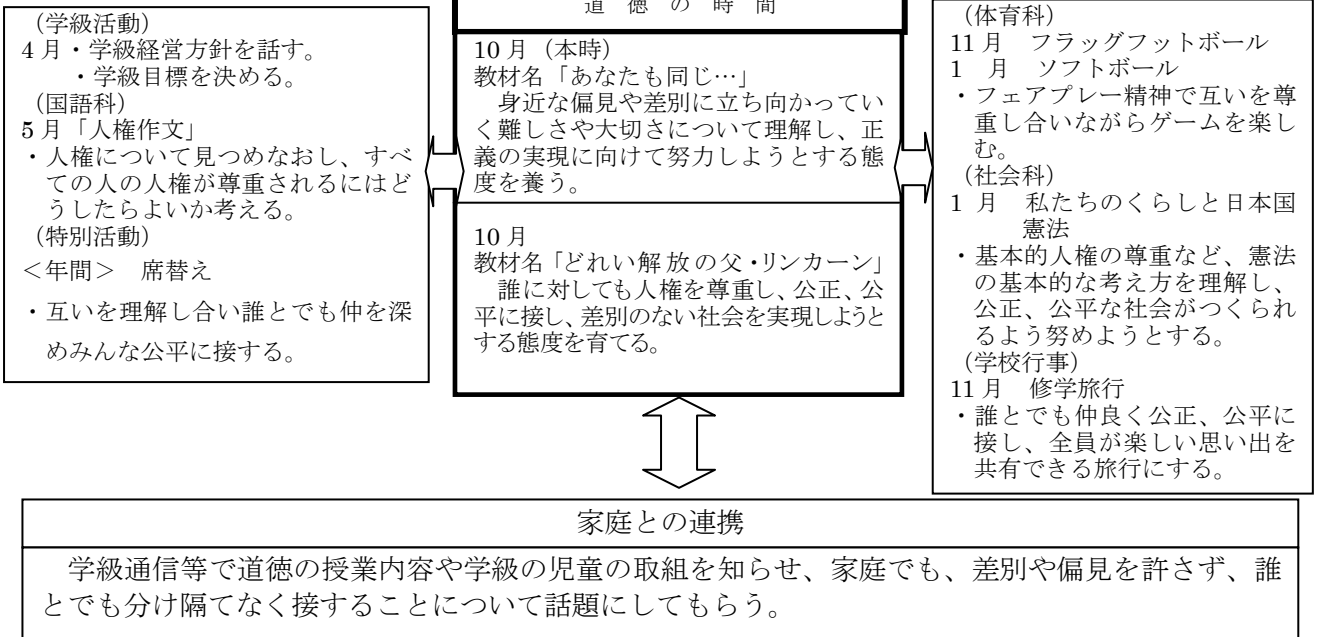 (学級活動)
4月・学級経営方針を話す。
・学級目標を決める。
(国語科)
5月「人権作文」
・人権について見つめなおし、すべ
ての人の人権が尊重されるにはど
うしたらよいか考える。
(特別活動)
＜年間＞ 席替え
・互いを理解し合い誰とでも仲を深
めみんな公平に接する。
道 徳 の 時 間
10月（本時）
教材名「あなたも同じ…」
身近な偏見や差別に立ち向かってい
く難しさや大切さについて理解し、正
義の実現に向けて努力しようとする態
度を養う。
10月
教材名「どれい解放の父・リンカーン」
誰に対しても人権を尊重し、公正、公
平に接し、差別のない社会を実現しようと
する態度を育てる。
(体育科)
11月 フラッグフットボール
1 月 ソフトボール
・フェアプレー精神で互いを尊
重し合いながらゲームを楽し
む。
(社会科)
1 月 私たちのくらしと日本国
憲法
・基本的人権の尊重など、憲法
の基本的な考え方を理解し、
公正、公平な社会がつくられ
るよう努めようとする。
(学校行事)
11月 修学旅行
・誰とでも仲良く公正、公平に
接し、全員が楽しい思い出を
共有できる旅行にする。
家庭との連携
学級通信等で道徳の授業内容や学級の児童の取組を知らせ、家庭でも、差別や偏見を許さず、誰
とでも分け隔てなく接することについて話題にしてもらう。